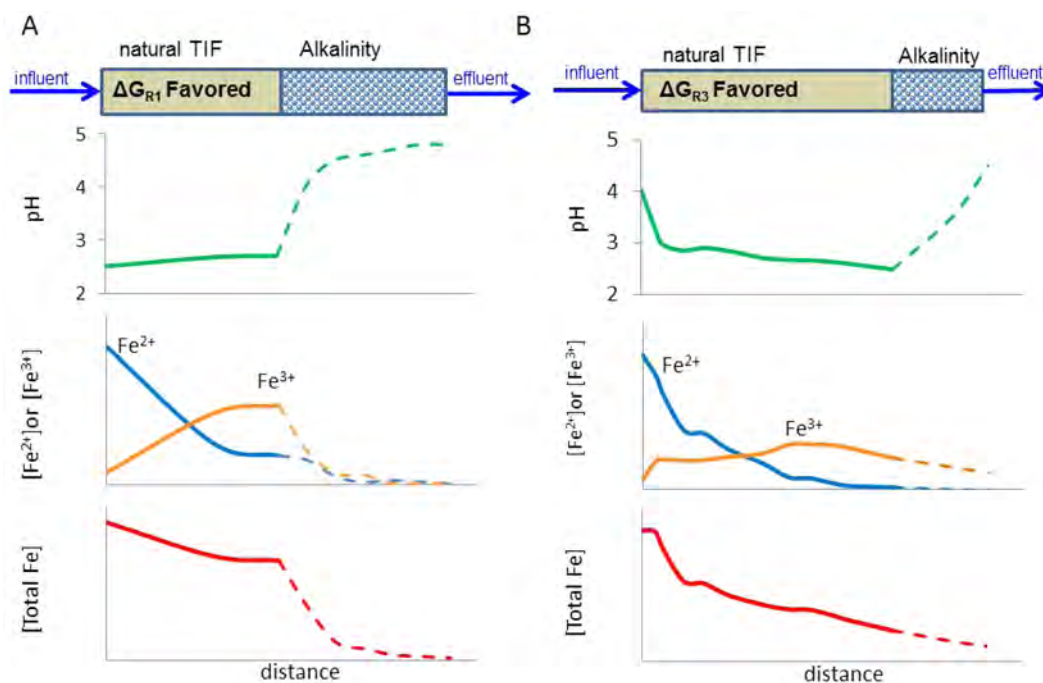 A
natural TIF
Alkalinity
influent
ΔG_R1 Favored
effluent
pH
5
4
3
2
[Fe²⁺]or [Fe³⁺]
Fe²⁺
Fe³⁺
[Total Fe]
distance
B
natural TIF
Alkalinity
influent
ΔG_R3 Favored
effluent
pH
5
4
3
2
[Fe²⁺]or [Fe³⁺]
Fe²⁺
Fe³⁺
[Total Fe]
distance